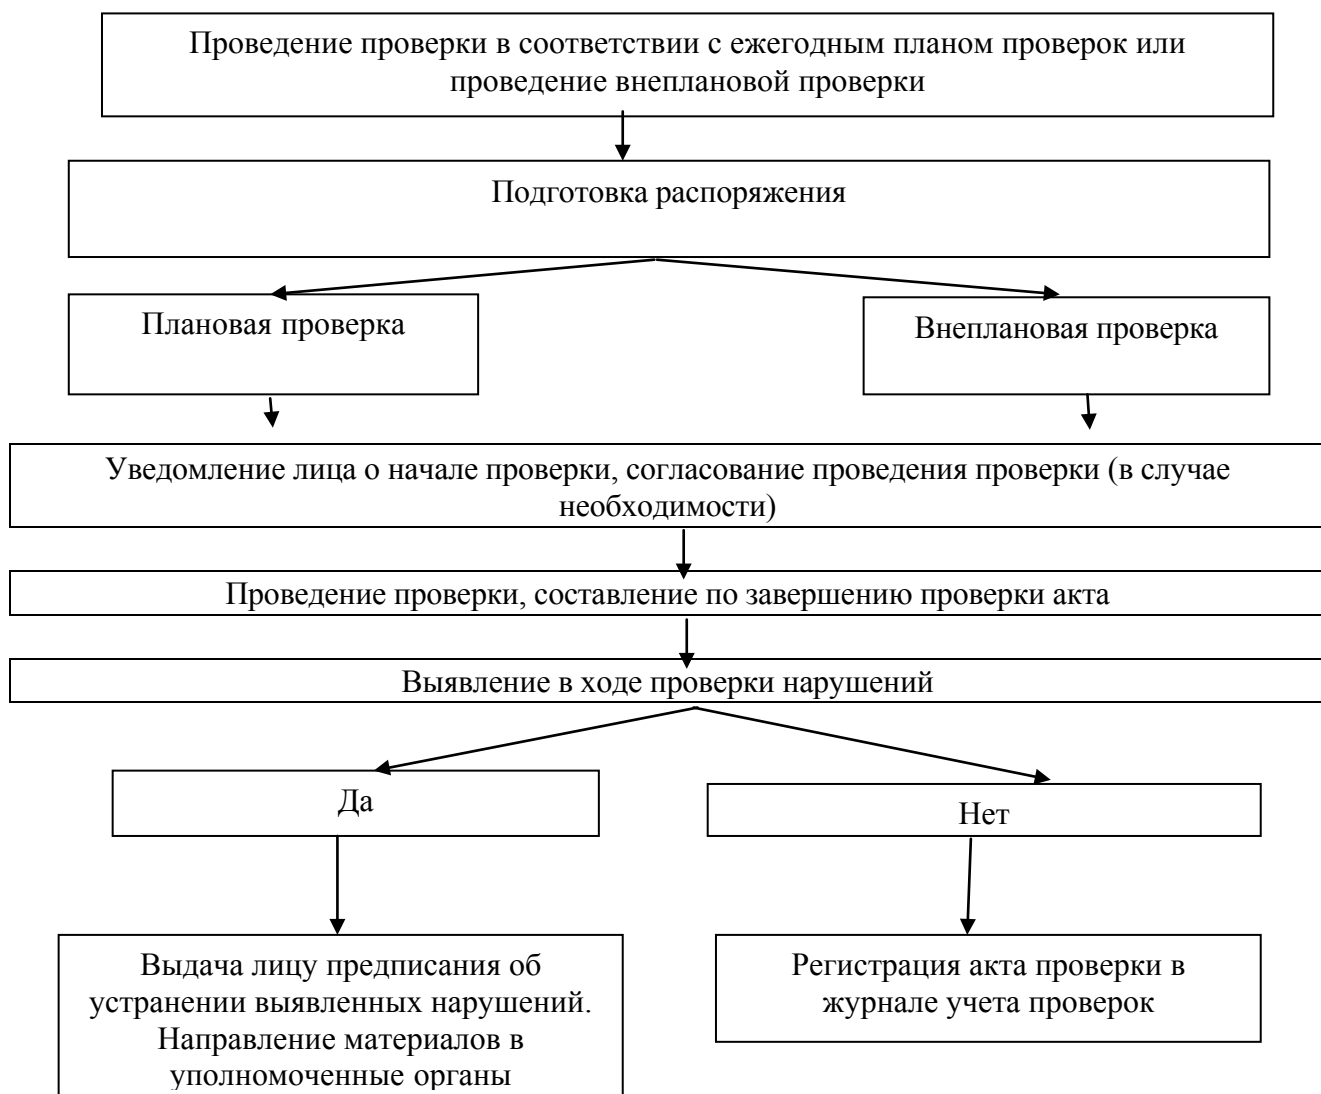 Проведение проверки в соответствии с ежегодным планом проверок или
проведение внеплановой проверки
Подготовка распоряжения
Плановая проверка
Внеплановая проверка
Уведомление лица о начале проверки, согласование проведения проверки (в случае
необходимости)
Проведение проверки, составление по завершению проверки акта
Выявление в ходе проверки нарушений
Да
Нет
Выдача лицу предписания об
устранении выявленных нарушений.
Направление материалов в
уполномоченные органы
Регистрация акта проверки в
журнале учета проверок